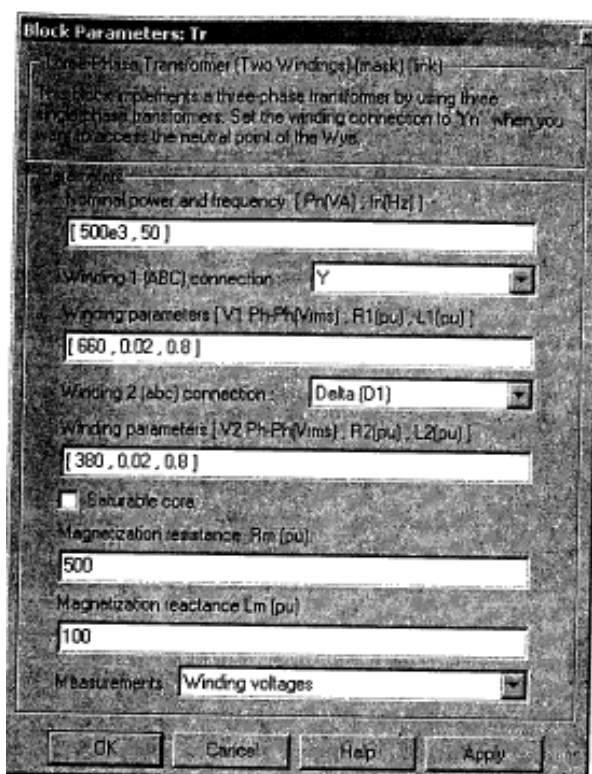 Block Parameters: Tr
Three-Phase Transformer (Two Windings) (mask) (link)
This block implements a three-phase transformer by using three
single-phase transformers. Set the winding connection to 'Yn' when you
want to access the neutral point of the Wye.
Parameters
Nominal power and frequency [ Pn(VA) , fn(Hz) ]
[ 500e3 , 50 ]
Winding 1 (ABC) connection :
Y
Winding parameters [ V1 Ph-Ph(Vrms) , R1(pu) , L1(pu) ]
[ 660 , 0.02 , 0.8 ]
Winding 2 (abc) connection :
Delta (D1)
Winding parameters [ V2 Ph-Ph(Vrms) , R2(pu) , L2(pu) ]
[ 380 , 0.02 , 0.8 ]
Saturable core
Magnetization resistance Rm (pu)
500
Magnetization reactance Lm (pu)
100
Measurements
Winding voltages
OK
Cancel
Help
Apply